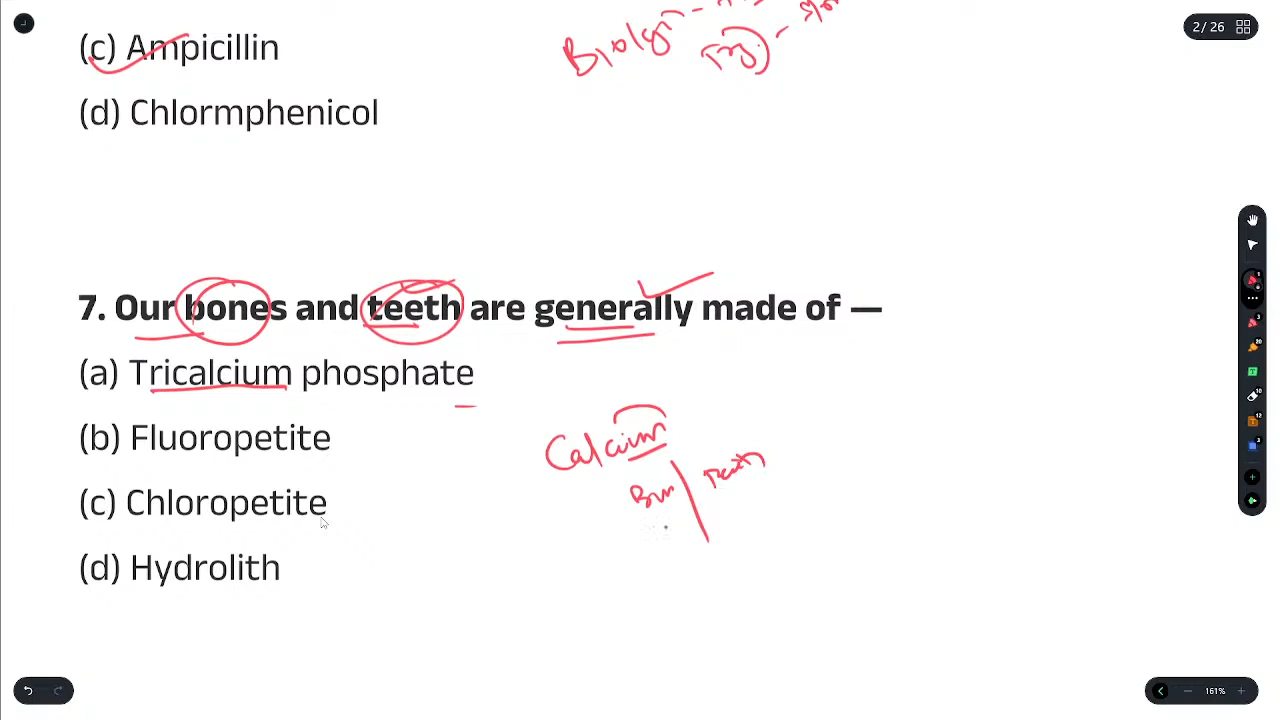 2/ 26
(c) Ampicillin
(d) Chlormphenicol
7. Our bones and teeth are generally made of —
(a) Tricalcium phosphate
(b) Fluoropetite
Calcium
(c) Chloropetite
(d) Hydrolith
161%